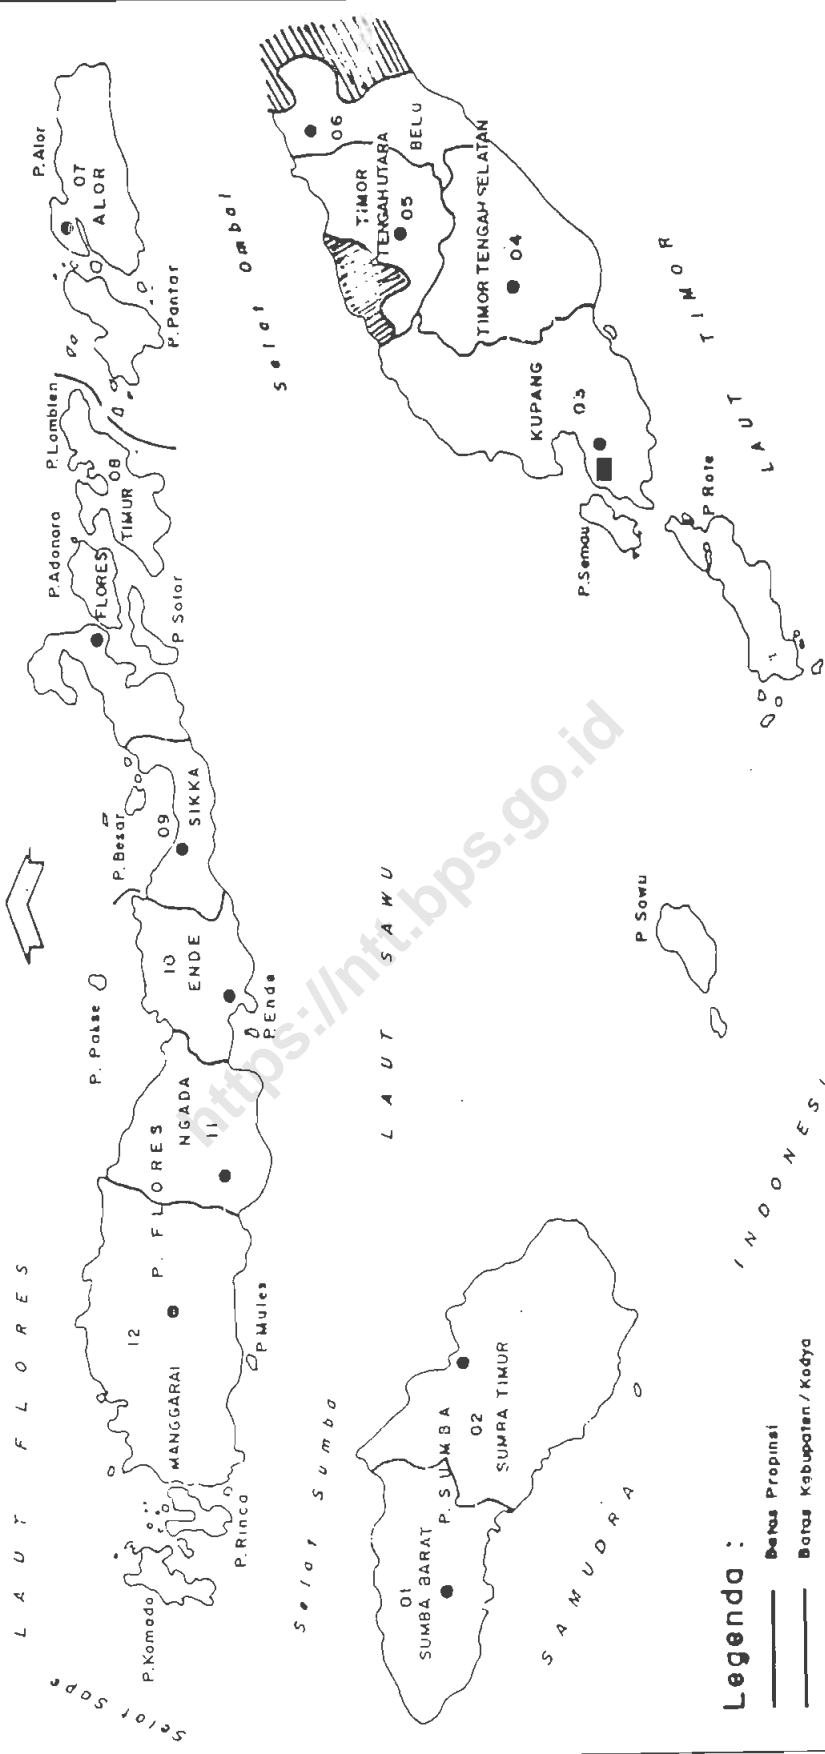 LAUT FLORES
Selat Sape
P. Komodo
P. Rinca
MANGGARAI
12
P. Mules
P. FLORES
NGADA
11
P. Palue
10
ENDE
P. Ende
P. Besar
09
SIKKA
FLORES
TIMUR
08
P. Adonara
P. Solor
P. Lomblen
P. Pantar
P. Alor
07
ALOR
Selat Ombai
06
BELU
TIMOR
TENGAH UTARA
05
TIMOR TENGAH SELATAN
04
KUPANG
03
P. Semau
P. Rote
LAUT TIMOR
LAUT SAWU
P. Sawu
Selat Sumba
01
SUMBA BARAT
P. SUMBA
02
SUMBA TIMUR
SAMUDRA
INDONESI
Legenda :
Batas Propinsi
Batas Kabupaten / Kodya
https://ntt.bps.go.id